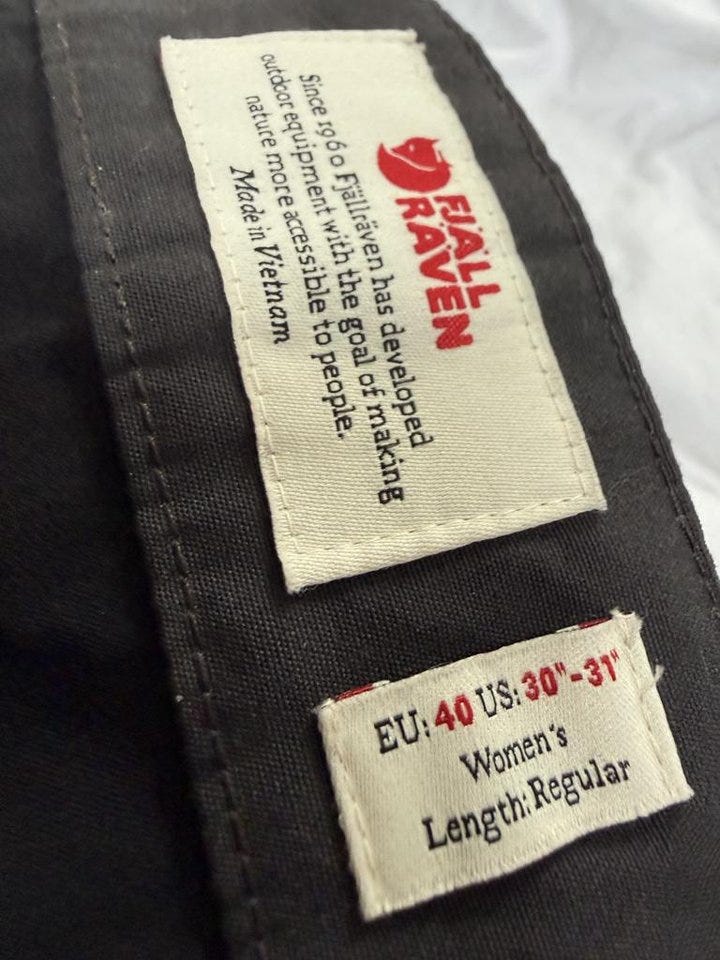 FJÄLL
RÄVEN
Since 1960 Fjällräven has developed
outdoor equipment with the goal of making
nature more accessible to people.
Made in Vietnam
EU: 40 US: 30"-31"
Women's
Length: Regular